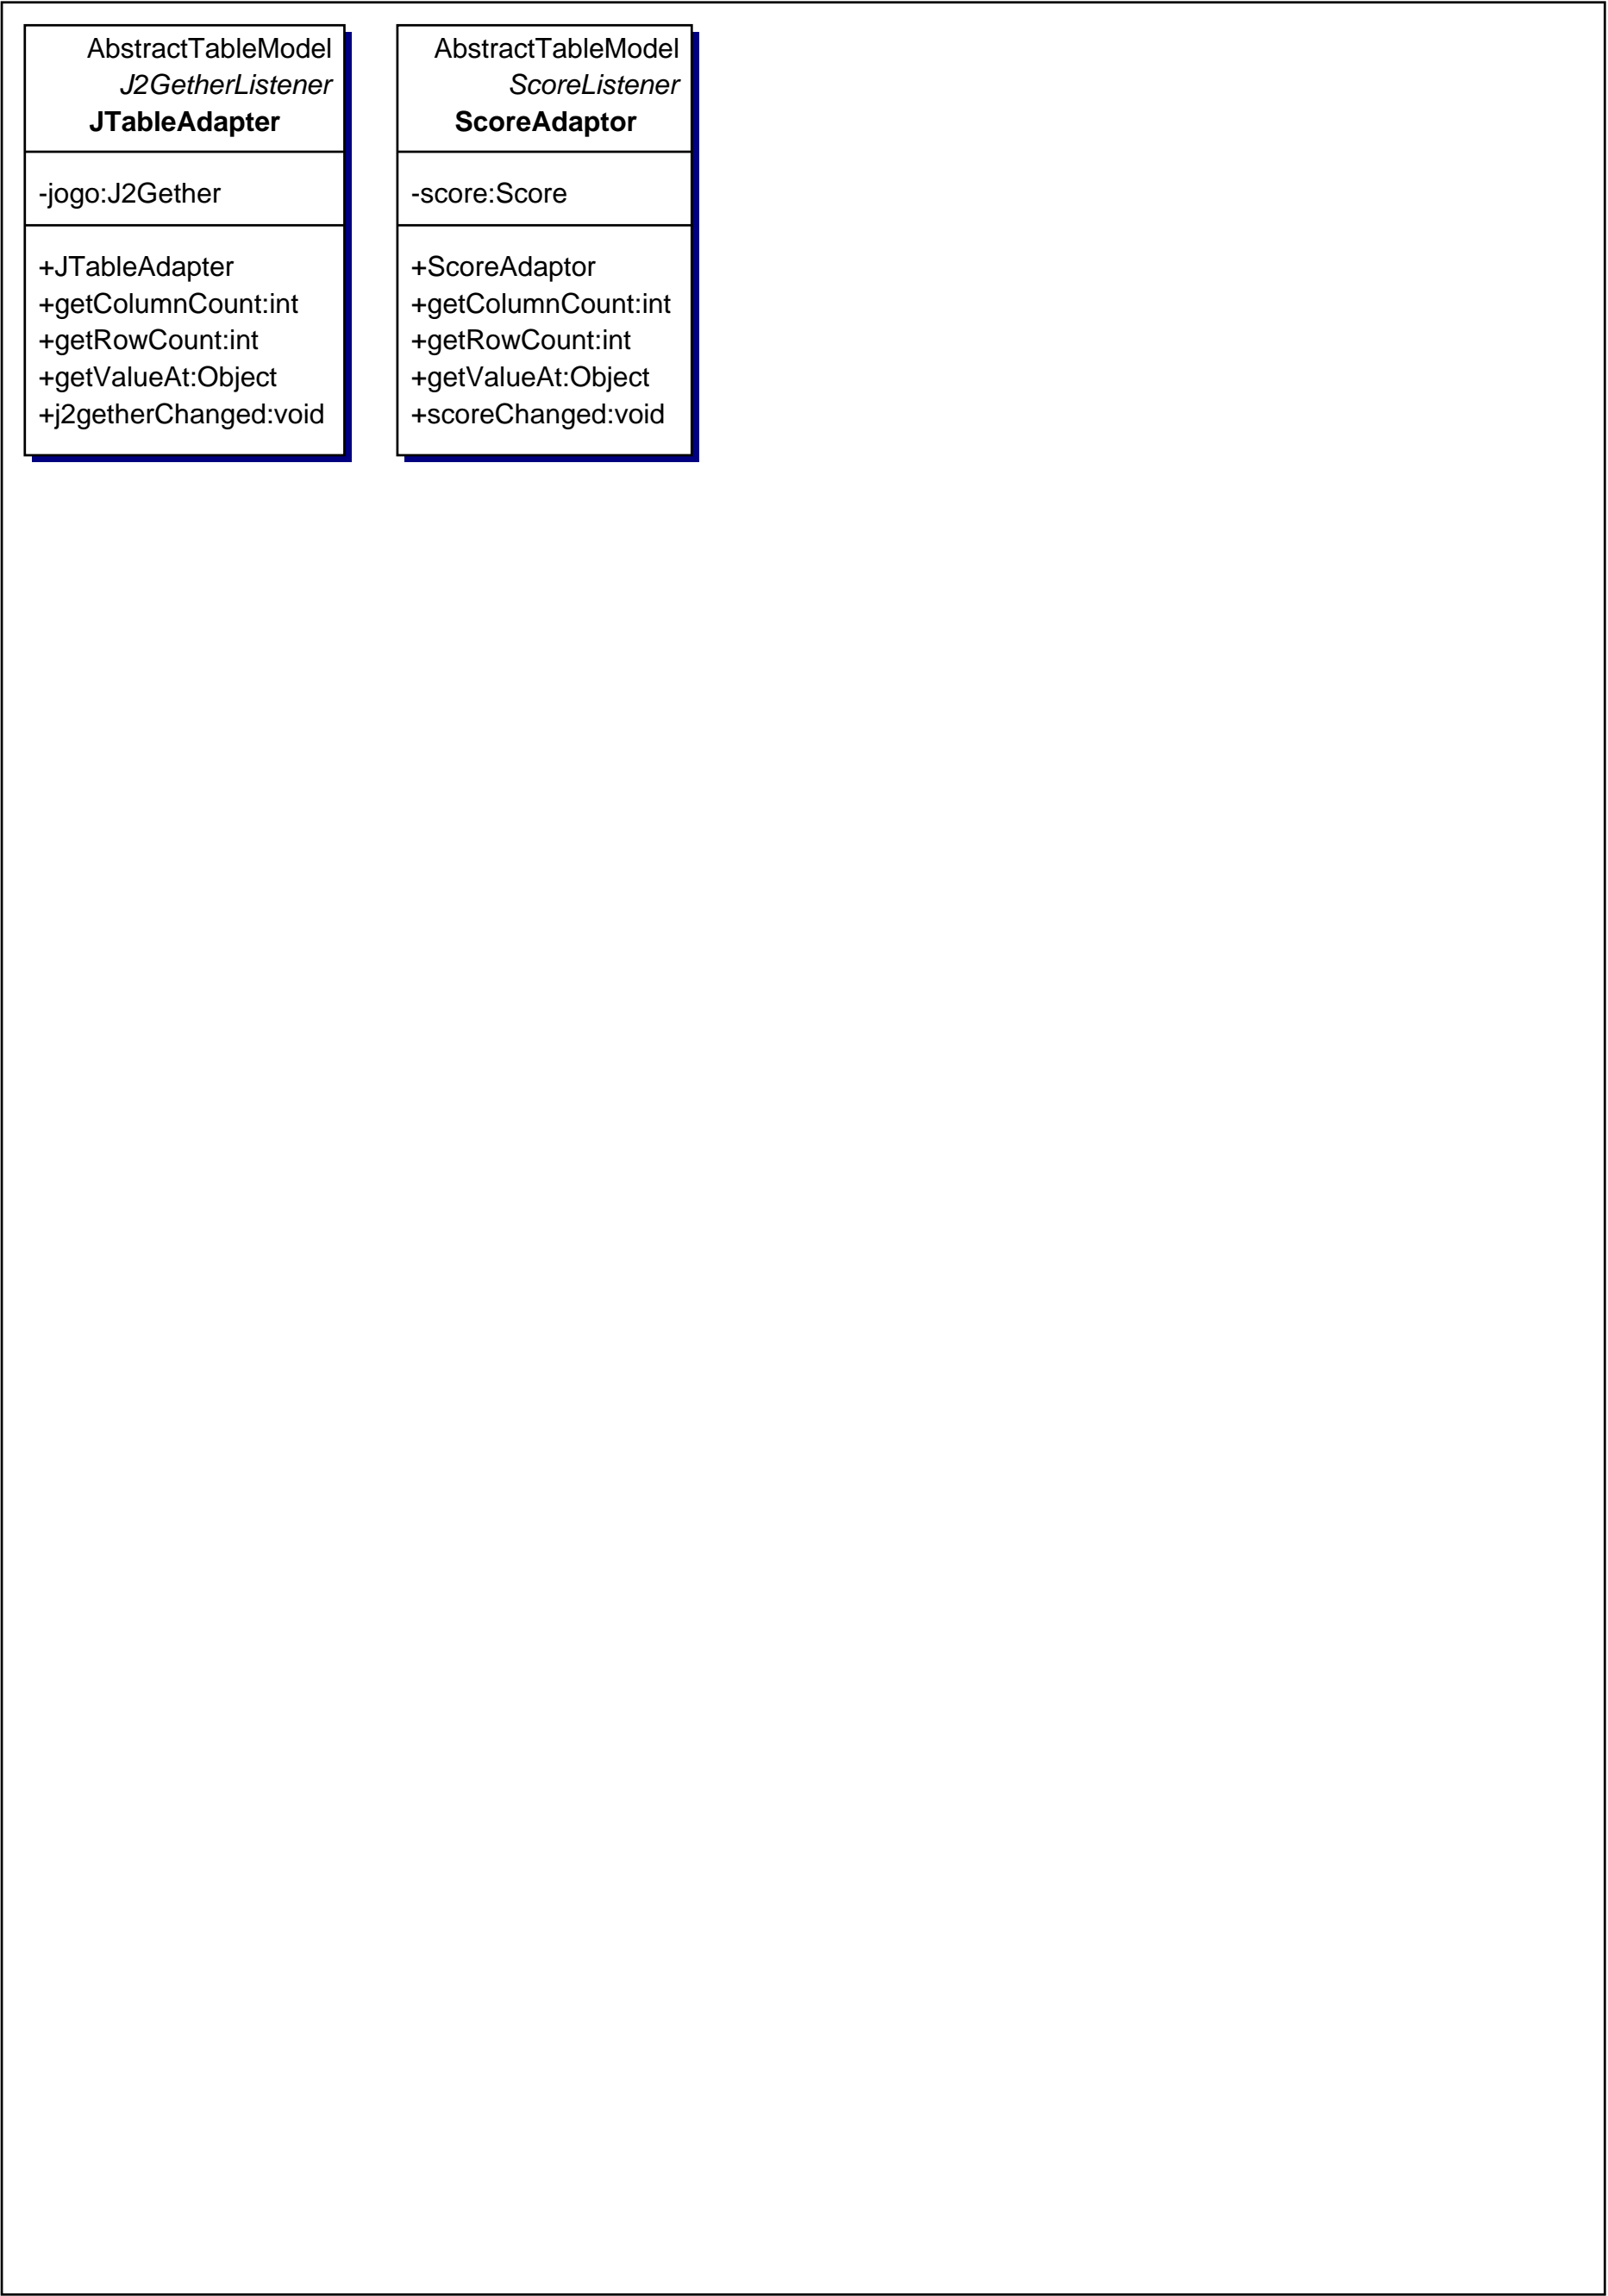 AbstractTableModel
J2GetherListener
JTableAdapter
-jogo:J2Gether
+JTableAdapter
+getColumnCount:int
+getRowCount:int
+getValueAt:Object
+j2getherChanged:void
AbstractTableModel
ScoreListener
ScoreAdaptor
-score:Score
+ScoreAdaptor
+getColumnCount:int
+getRowCount:int
+getValueAt:Object
+scoreChanged:void